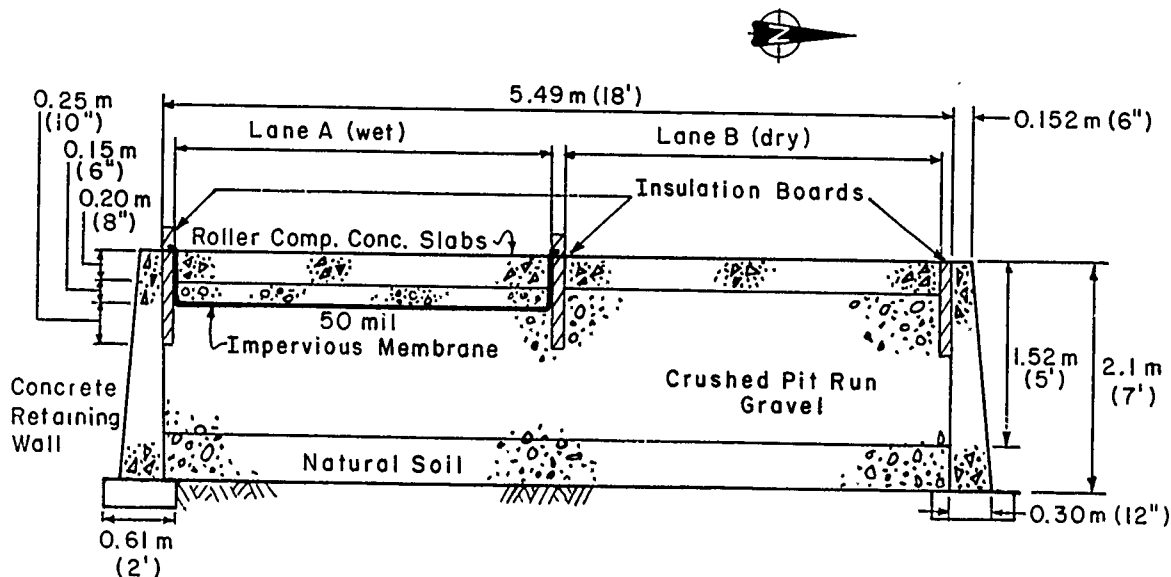 N
5.49 m (18')
0.25 m
(10")
0.15 m
(6")
0.20 m
(8")
Lane A (wet)
Lane B (dry)
0.152 m (6")
Insulation Boards
Roller Comp. Conc. Slabs
50 mil
Impervious Membrane
Concrete
Retaining
Wall
Crushed Pit Run
Gravel
1.52 m
(5')
2.1 m
(7')
Natural Soil
0.61 m
(2')
0.30 m (12")